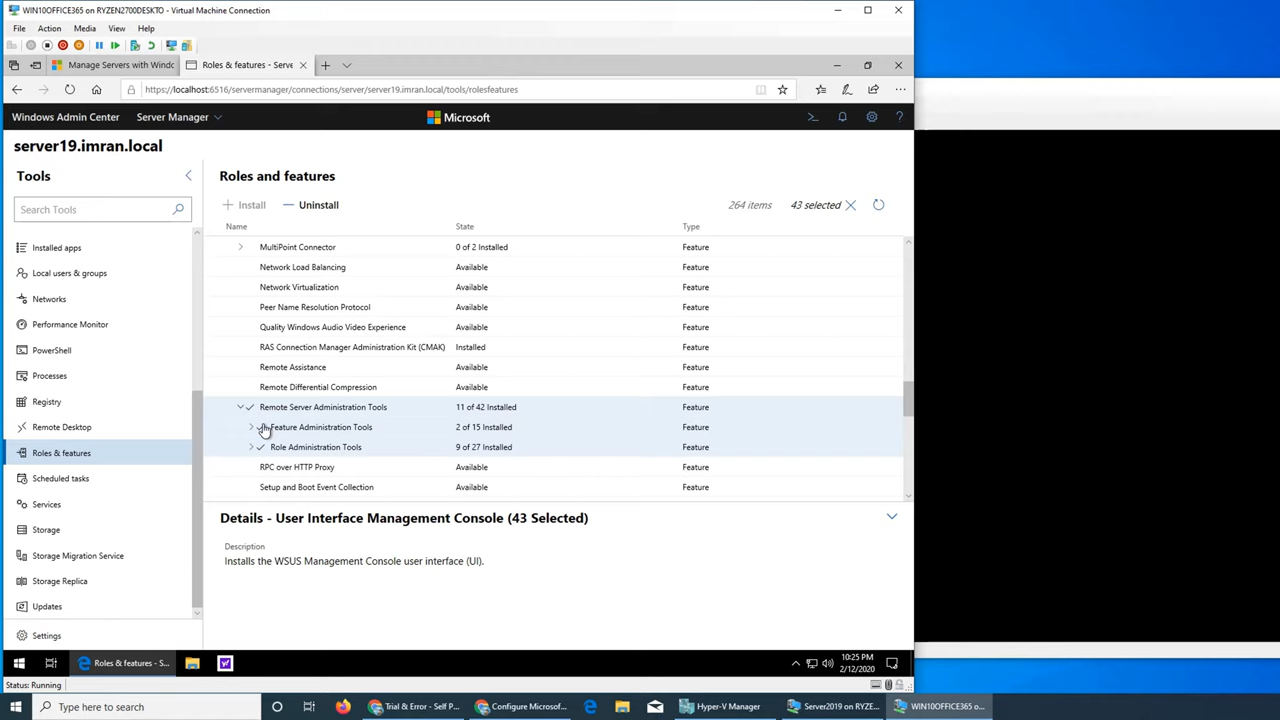 WIN10OFFICE365 on RYZEN2700DESKTO - Virtual Machine Connection
File Action Media View Help
Manage Servers with Windo
Roles & features - Serve
https://localhost:6516/servermanager/connections/server/server19.imran.local/tools/rolesfeatures
Windows Admin Center Server Manager Microsoft
server19.imran.local
Tools
Search Tools
Installed apps
Local users & groups
Networks
Performance Monitor
PowerShell
Processes
Registry
Remote Desktop
Roles & features
Scheduled tasks
Services
Storage
Storage Migration Service
Storage Replica
Updates
Settings
Roles and features
Install Uninstall 264 items 43 selected
Name State Type
MultiPoint Connector 0 of 2 Installed Feature
Network Load Balancing Available Feature
Network Virtualization Available Feature
Peer Name Resolution Protocol Available Feature
Quality Windows Audio Video Experience Available Feature
RAS Connection Manager Administration Kit (CMAK) Installed Feature
Remote Assistance Available Feature
Remote Differential Compression Available Feature
Remote Server Administration Tools 11 of 42 Installed Feature
Feature Administration Tools 2 of 15 Installed Feature
Role Administration Tools 9 of 27 Installed Feature
RPC over HTTP Proxy Available Feature
Setup and Boot Event Collection Available Feature
Details - User Interface Management Console (43 Selected)
Description
Installs the WSUS Management Console user interface (UI).
Roles & features - S...
10:25 PM
2/12/2020
Status: Running
Type here to search
Trial & Error - Self P...
Configure Microsof...
Hyper-V Manager
Server2019 on RYZE...
WIN10OFFICE365 o...